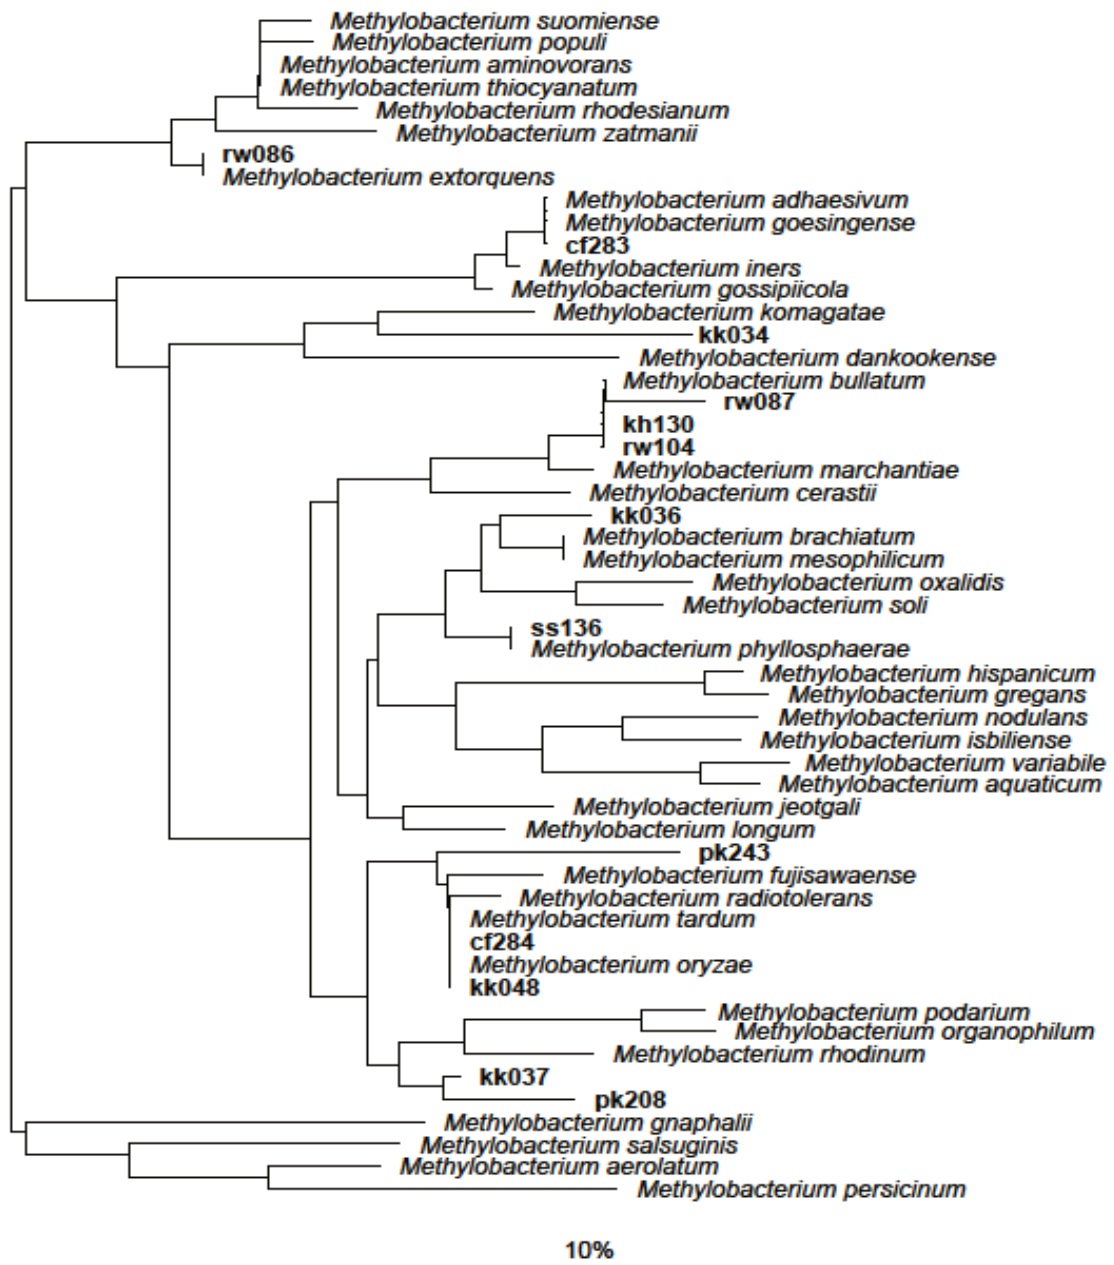 Methylobacterium suomiense
Methylobacterium populi
Methylobacterium aminovorans
Methylobacterium thiocyanatum
Methylobacterium rhodesianum
Methylobacterium zatmanii
rw086
Methylobacterium extorquens
Methylobacterium adhaesivum
Methylobacterium goesingense
cf283
Methylobacterium iners
Methylobacterium gossipiicola
Methylobacterium komagatae
kk034
Methylobacterium dankookense
Methylobacterium bullatum
rw087
kh130
rw104
Methylobacterium marchantiae
Methylobacterium cerastii
kk036
Methylobacterium brachiatum
Methylobacterium mesophilicum
Methylobacterium oxalidis
Methylobacterium soli
ss136
Methylobacterium phyllosphaerae
Methylobacterium hispanicum
Methylobacterium gregans
Methylobacterium nodulans
Methylobacterium isbiliense
Methylobacterium variabile
Methylobacterium aquaticum
Methylobacterium jeotgali
Methylobacterium longum
pk243
Methylobacterium fujisawaense
Methylobacterium radiotolerans
Methylobacterium tardum
cf284
Methylobacterium oryzae
kk048
Methylobacterium podarium
Methylobacterium organophilum
Methylobacterium rhodinum
kk037
pk208
Methylobacterium gnaphalii
Methylobacterium salsuginis
Methylobacterium aerolatum
Methylobacterium persicinum
10%